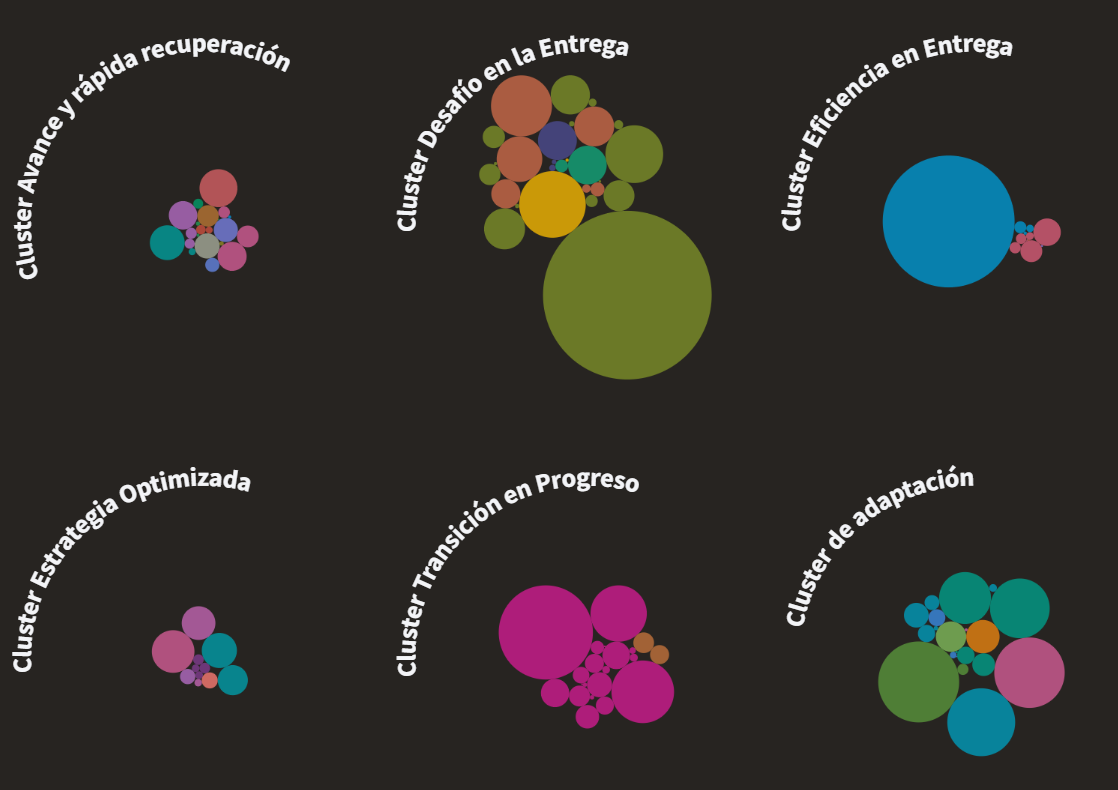 Cluster Avance y rápida recuperación
Cluster Desafío en la Entrega
Cluster Eficiencia en Entrega
Cluster Estrategia Optimizada
Cluster Transición en Progreso
Cluster de adaptación